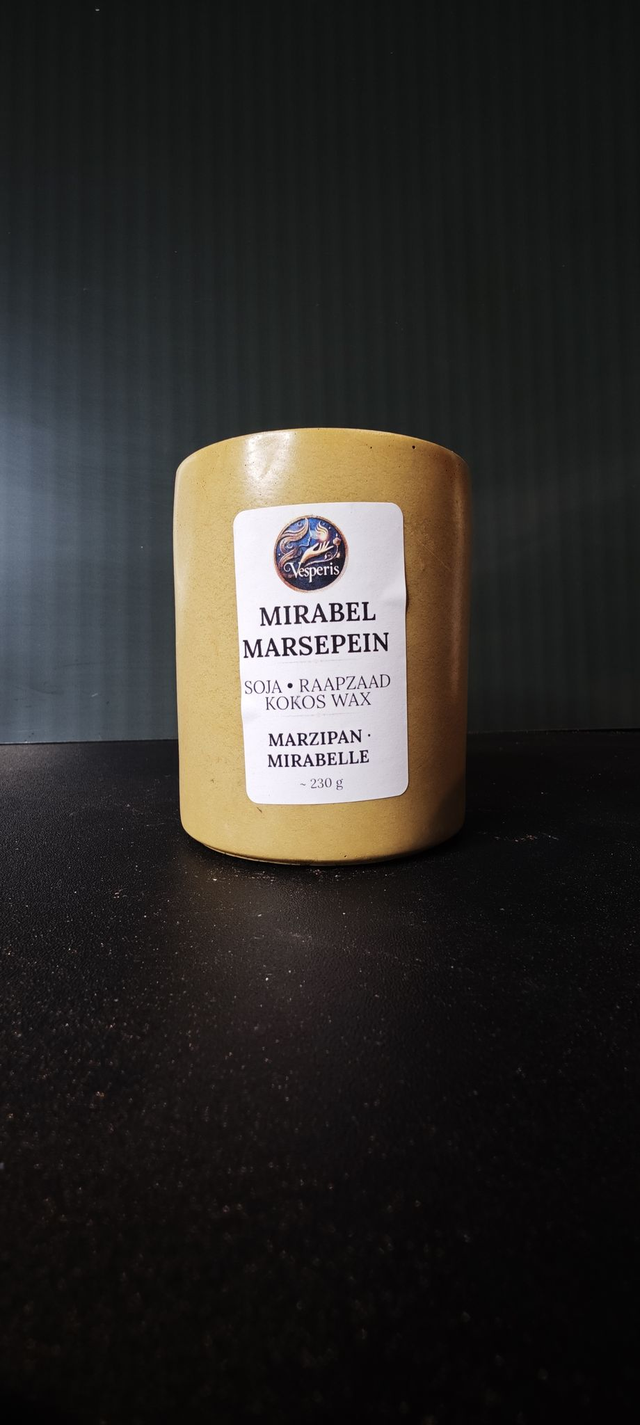 Vesperis
MIRABEL
MARSEPEIN
SOJA • RAAPZAAD
KOKOS WAX
MARZIPAN ·
MIRABELLE
~ 230 g